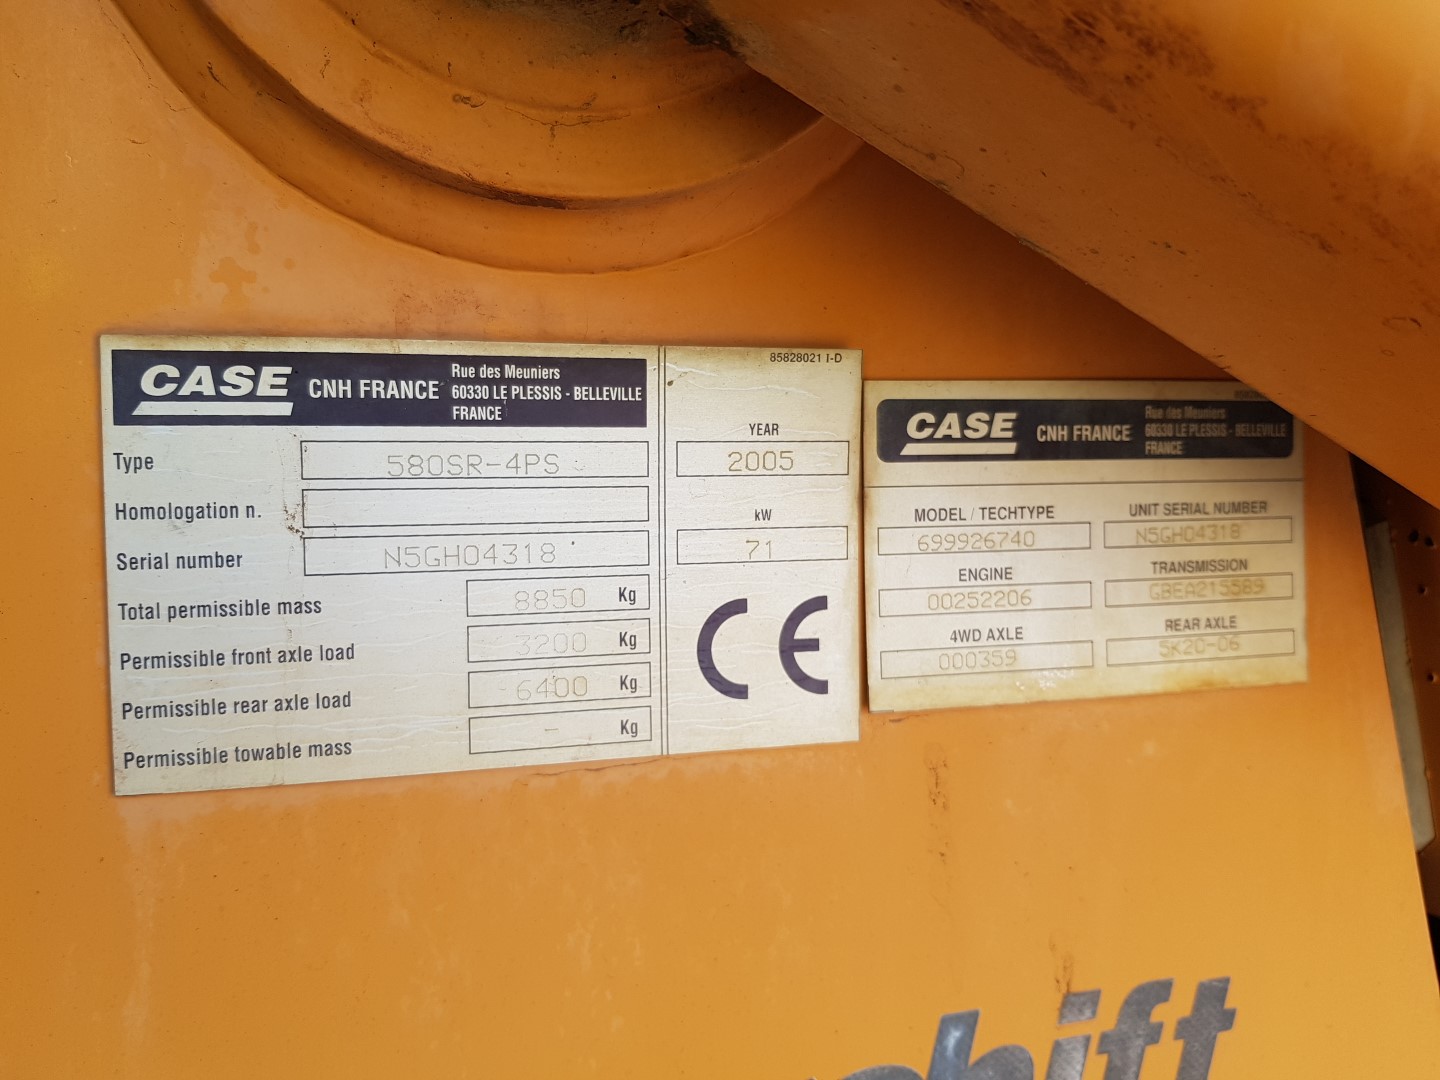 CASE CNH FRANCE
Rue des Meuniers
60330 LE PLESSIS - BELLEVILLE
FRANCE
Type 580SR-4PS
Homologation n.
Serial number N5GH04318
Total permissible mass 8850 Kg
Permissible front axle load 3200 Kg
Permissible rear axle load 6400 Kg
Permissible towable mass - Kg
85828021 I-D
YEAR
2005
kW
71
CE
CASE CNH FRANCE
Rue des Meuniers
60330 LE PLESSIS - BELLEVILLE
FRANCE
MODEL / TECHTYPE
699926740
UNIT SERIAL NUMBER
N5GH04318
ENGINE
00252206
TRANSMISSION
GBEA215589
4WD AXLE
000359
REAR AXLE
5K20-06